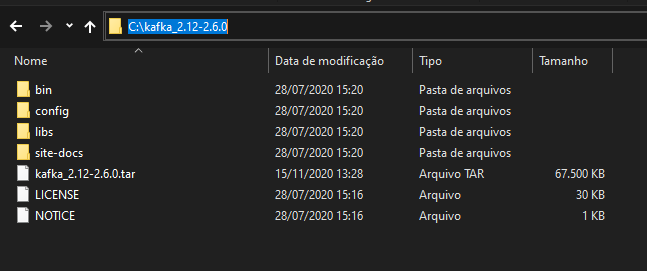 C:\kafka_2.12-2.6.0
Nome Data de modificação Tipo Tamanho
bin 28/07/2020 15:20 Pasta de arquivos
config 28/07/2020 15:20 Pasta de arquivos
libs 28/07/2020 15:20 Pasta de arquivos
site-docs 28/07/2020 15:20 Pasta de arquivos
kafka_2.12-2.6.0.tar 15/11/2020 13:28 Arquivo TAR 67.500 KB
LICENSE 28/07/2020 15:16 Arquivo 30 KB
NOTICE 28/07/2020 15:16 Arquivo 1 KB